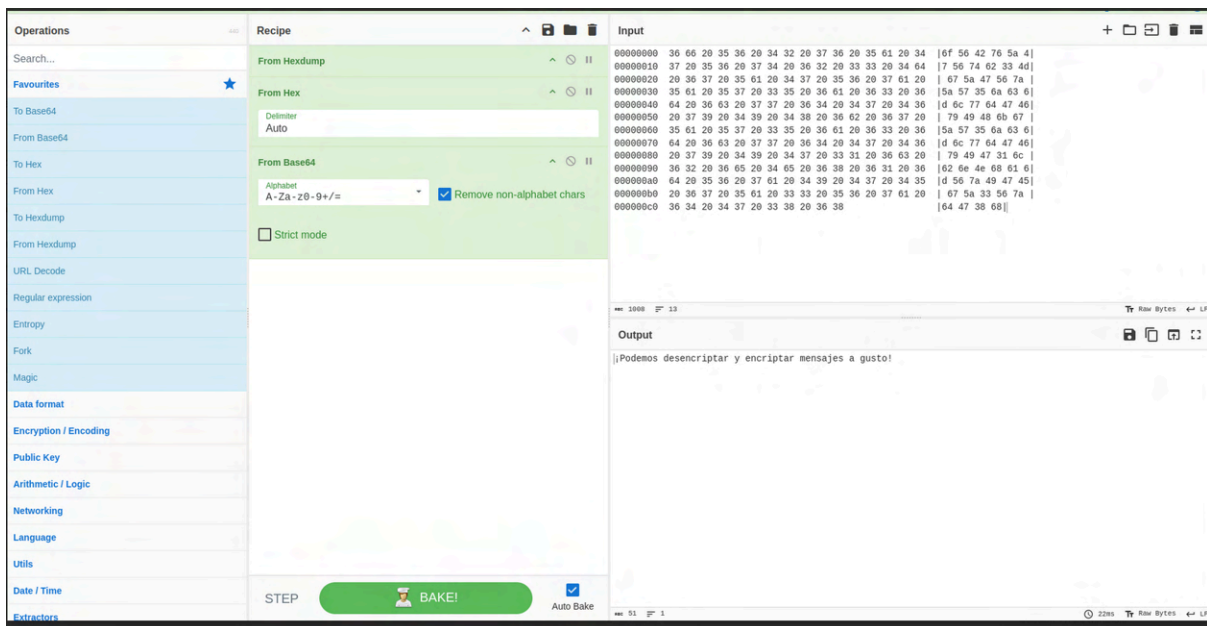 Operations
Search...
Favourites
To Base64
From Base64
To Hex
From Hex
To Hexdump
From Hexdump
URL Decode
Regular expression
Entropy
Fork
Magic
Data format
Encryption / Encoding
Public Key
Arithmetic / Logic
Networking
Language
Utils
Date / Time
Extractors
Recipe
From Hexdump
From Hex
Delimiter
Auto
From Base64
Alphabet
A-Za-z0-9+/=
Remove non-alphabet chars
Strict mode
STEP
BAKE!
Auto Bake
Input
00000000 36 66 20 35 36 20 34 32 20 37 36 20 35 61 20 34 |6f 56 42 76 5a 4|
00000010 37 20 35 36 20 37 34 20 36 32 20 33 33 20 34 64 |7 56 74 62 33 4d|
00000020 20 36 37 20 35 61 20 34 37 20 35 36 20 37 61 20 | 67 5a 47 56 7a |
00000030 35 61 20 35 37 20 33 35 20 36 61 20 36 33 20 36 |5a 57 35 6a 63 6|
00000040 64 20 36 63 20 37 37 20 36 34 20 34 37 20 34 36 |d 6c 77 64 47 46|
00000050 20 37 39 20 34 39 20 34 38 20 36 62 20 36 37 20 | 79 49 48 6b 67 |
00000060 35 61 20 35 37 20 33 35 20 36 61 20 36 33 20 36 |5a 57 35 6a 63 6|
00000070 64 20 36 63 20 37 37 20 36 34 20 34 37 20 34 36 |d 6c 77 64 47 46|
00000080 20 37 39 20 34 39 20 34 37 20 33 31 20 36 63 20 | 79 49 47 31 6c |
00000090 36 32 20 36 65 20 34 65 20 36 38 20 36 31 20 36 |62 6e 4e 68 61 6|
000000a0 64 20 35 36 20 37 61 20 34 39 20 34 37 20 34 35 |d 56 7a 49 47 45|
000000b0 20 36 37 20 35 61 20 33 33 20 35 36 20 37 61 20 | 67 5a 33 56 7a |
000000c0 36 34 20 34 37 20 33 38 20 36 38 |64 47 38 68|
1008 13
Raw Bytes LF
Output
¡Podemos desencriptar y encriptar mensajes a gusto!
51 1
22ms Raw Bytes LF